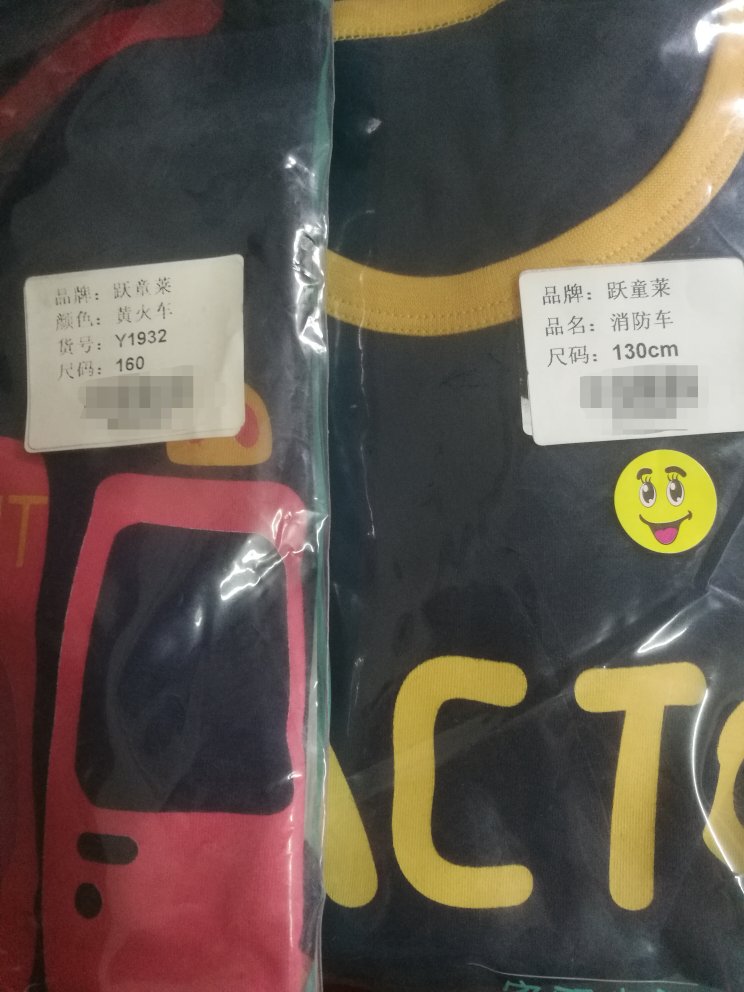 品牌：跃童莱
颜色：黄火车
货号：Y1932
尺码：160
品牌：跃童莱
品名：消防车
尺码：130cm
T
ACTO